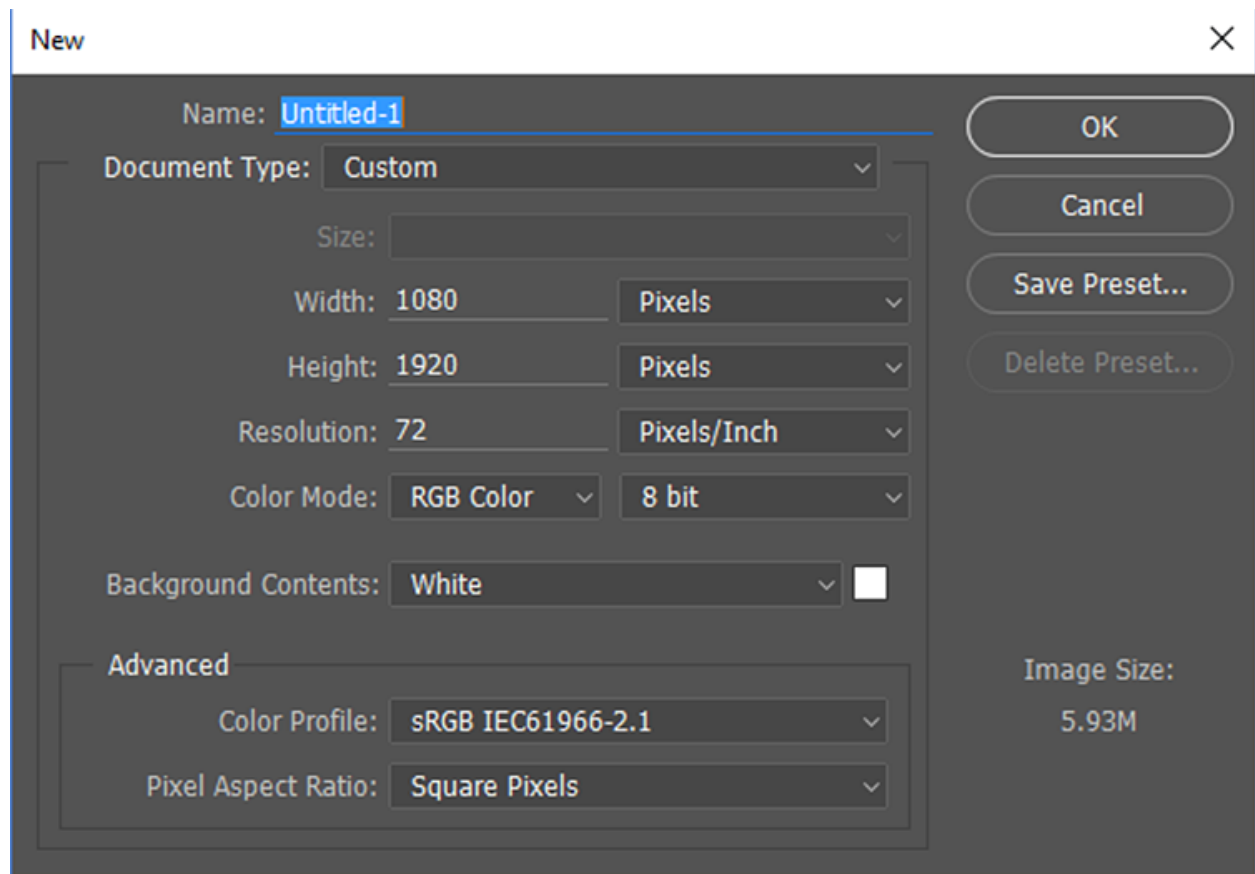 New
Name: Untitled-1
OK
Document Type: Custom
Cancel
Size:
Save Preset...
Width: 1080 Pixels
Height: 1920 Pixels
Delete Preset...
Resolution: 72 Pixels/Inch
Color Mode: RGB Color 8 bit
Background Contents: White
Advanced
Image Size:
Color Profile: sRGB IEC61966-2.1
5.93M
Pixel Aspect Ratio: Square Pixels